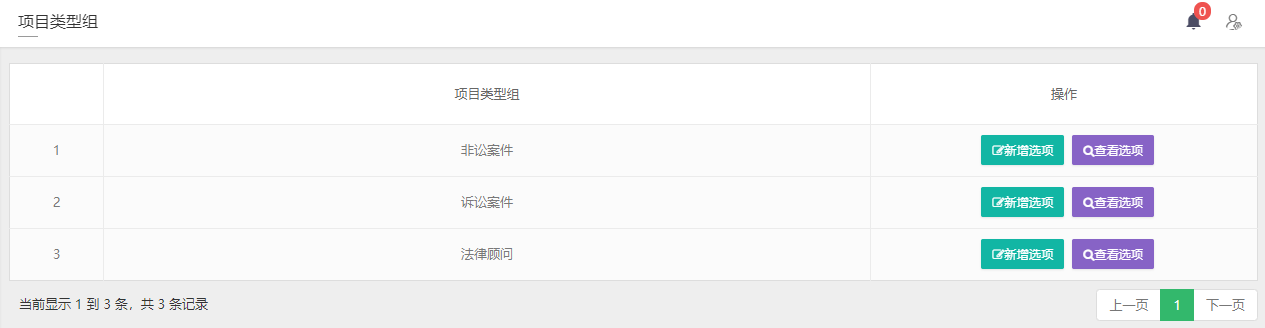 项目类型组
0
项目类型组 操作
1 非讼案件 新增选项 查看选项
2 诉讼案件 新增选项 查看选项
3 法律顾问 新增选项 查看选项
当前显示 1 到 3 条，共 3 条记录 上一页 1 下一页